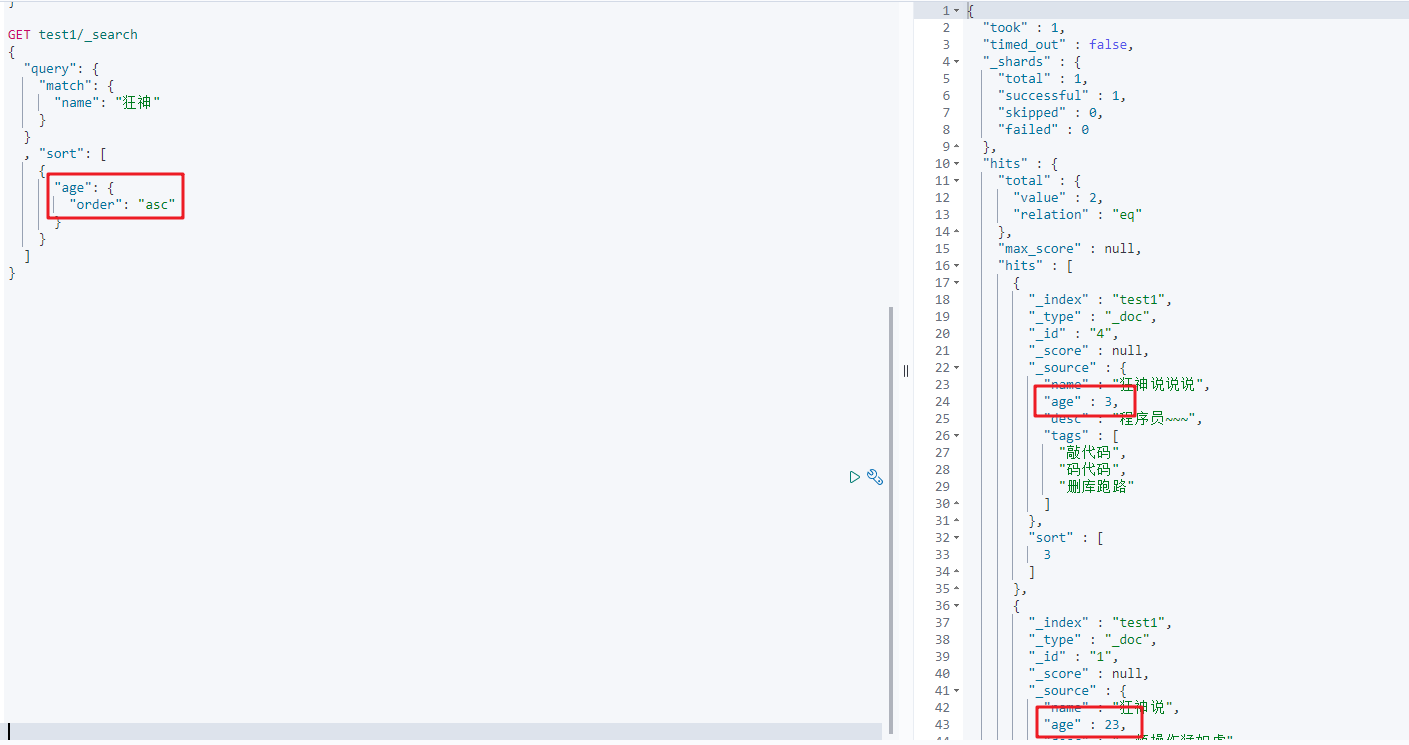 }
GET test1/_search
{
  "query": {
    "match": {
      "name": "狂神"
    }
  }
  , "sort": [
    {
      "age": {
        "order": "asc"
      }
    }
  ]
}
1 {
2   "took" : 1,
3   "timed_out" : false,
4   "_shards" : {
5     "total" : 1,
6     "successful" : 1,
7     "skipped" : 0,
8     "failed" : 0
9   },
10   "hits" : {
11     "total" : {
12       "value" : 2,
13       "relation" : "eq"
14     },
15     "max_score" : null,
16     "hits" : [
17       {
18         "_index" : "test1",
19         "_type" : "_doc",
20         "_id" : "4",
21         "_score" : null,
22         "_source" : {
23           "name" : "狂神说说说",
24           "age" : 3,
25           "desc" : "程序员~~~",
26           "tags" : [
27             "敲代码",
28             "码代码",
29             "删库跑路"
30           ]
31         },
32         "sort" : [
33           3
34         ]
35       },
36       {
37         "_index" : "test1",
38         "_type" : "_doc",
39         "_id" : "1",
40         "_score" : null,
41         "_source" : {
42           "name" : "狂神说",
43           "age" : 23,